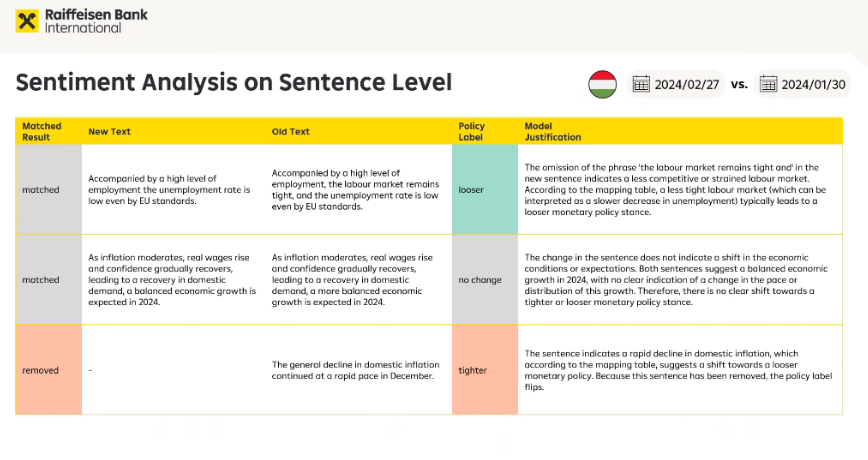 Raiffeisen Bank
International
Sentiment Analysis on Sentence Level
2024/02/27 vs. 2024/01/30
Matched
Result
New Text
Old Text
Policy
Label
Model
Justification
matched
Accompanied by a high level of
employment the unemployment rate is
low even by EU standards.
Accompanied by a high level of
employment, the labour market remains
tight, and the unemployment rate is low
even by EU standards.
looser
The omission of the phrase 'the labour market remains tight and' in the
new sentence indicates a less competitive or strained labour market.
According to the mapping table, a less tight labour market (which can be
interpreted as a slower decrease in unemployment) typically leads to a
looser monetary policy stance.
matched
As inflation moderates, real wages rise
and confidence gradually recovers,
leading to a recovery in domestic
demand, a balanced economic growth is
expected in 2024.
As inflation moderates, real wages rise
and confidence gradually recovers,
leading to a recovery in domestic
demand, a more balanced economic
growth is expected in 2024.
no change
The change in the sentence does not indicate a shift in the economic
conditions or expectations. Both sentences suggest a balanced economic
growth in 2024, with no clear indication of a change in the pace or
distribution of this growth. Therefore, there is no clear shift towards a
tighter or looser monetary policy stance.
removed
-
The general decline in domestic inflation
continued at a rapid pace in December.
tighter
The sentence indicates a rapid decline in domestic inflation, which
according to the mapping table, suggests a shift towards a looser
monetary policy. Because this sentence has been removed, the policy label
flips.